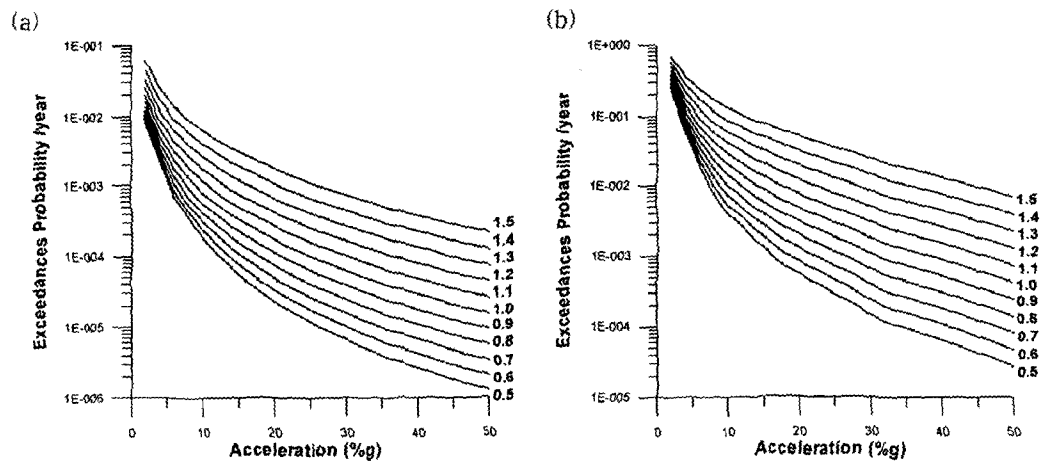 (a)
1E-001
1E-002
1E-003
1E-004
1E-005
1E-006
Exceedances Probability /year
0 10 20 30 40 50
Acceleration (%g)
1.5
1.4
1.3
1.2
1.1
1.0
0.9
0.8
0.7
0.6
0.5
(b)
1E+000
1E-001
1E-002
1E-003
1E-004
1E-005
Exceedances Probability /year
0 10 20 30 40 50
Acceleration (%g)
1.5
1.4
1.3
1.2
1.1
1.0
0.9
0.8
0.7
0.6
0.5